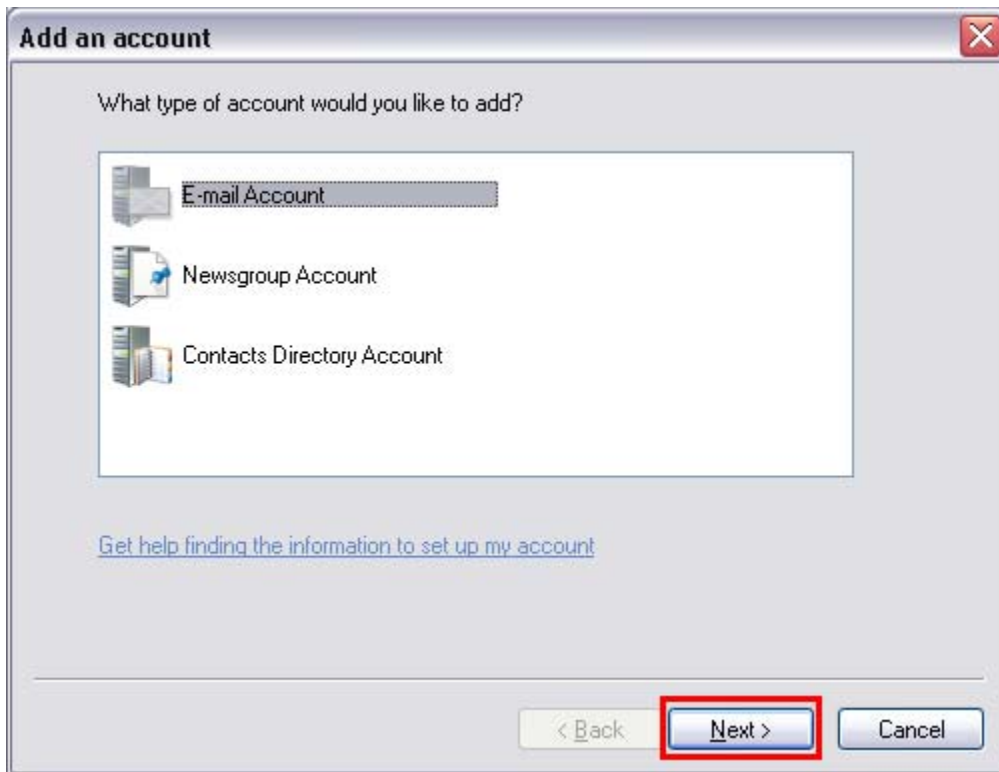 Add an account
What type of account would you like to add?
E-mail Account
Newsgroup Account
Contacts Directory Account
Get help finding the information to set up my account
< Back Next > Cancel